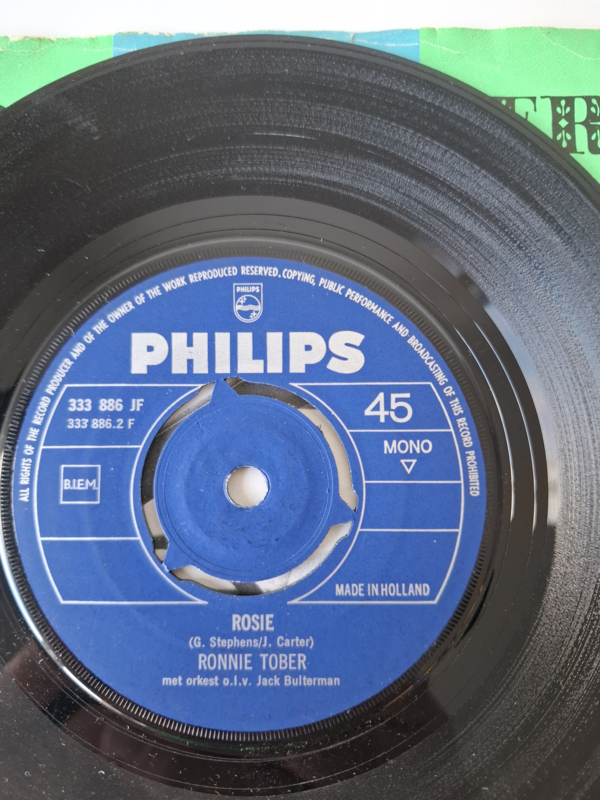 ER
ALL RIGHTS OF THE RECORD PRODUCER AND OF THE OWNER OF THE WORK REPRODUCED RESERVED. COPYING, PUBLIC PERFORMANCE AND BROADCASTING OF THIS RECORD PROHIBITED
PHILIPS
PHILIPS
333 886 JF
333 886.2 F
45
MONO
B.I.E.M.
MADE IN HOLLAND
ROSIE
(G. Stephens/J. Carter)
RONNIE TOBER
met orkest o.l.v. Jack Bulterman